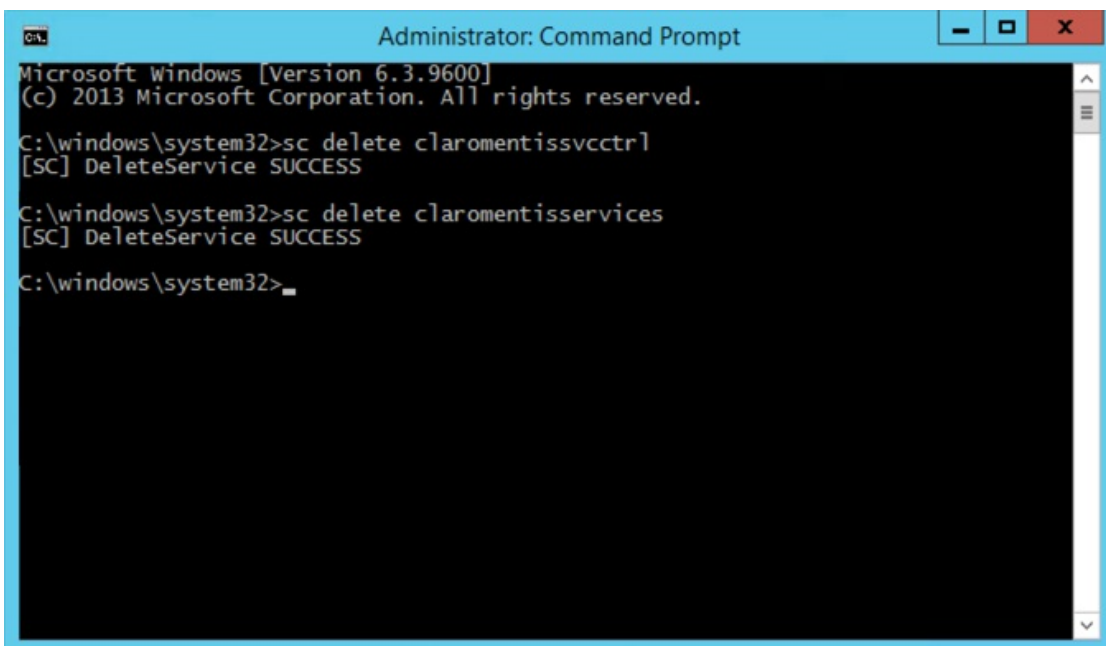 Administrator: Command Prompt
Microsoft Windows [Version 6.3.9600]
(c) 2013 Microsoft Corporation. All rights reserved.
C:\windows\system32>sc delete claromentissvcctrl
[SC] DeleteService SUCCESS
C:\windows\system32>sc delete claromentisservices
[SC] DeleteService SUCCESS
C:\windows\system32>